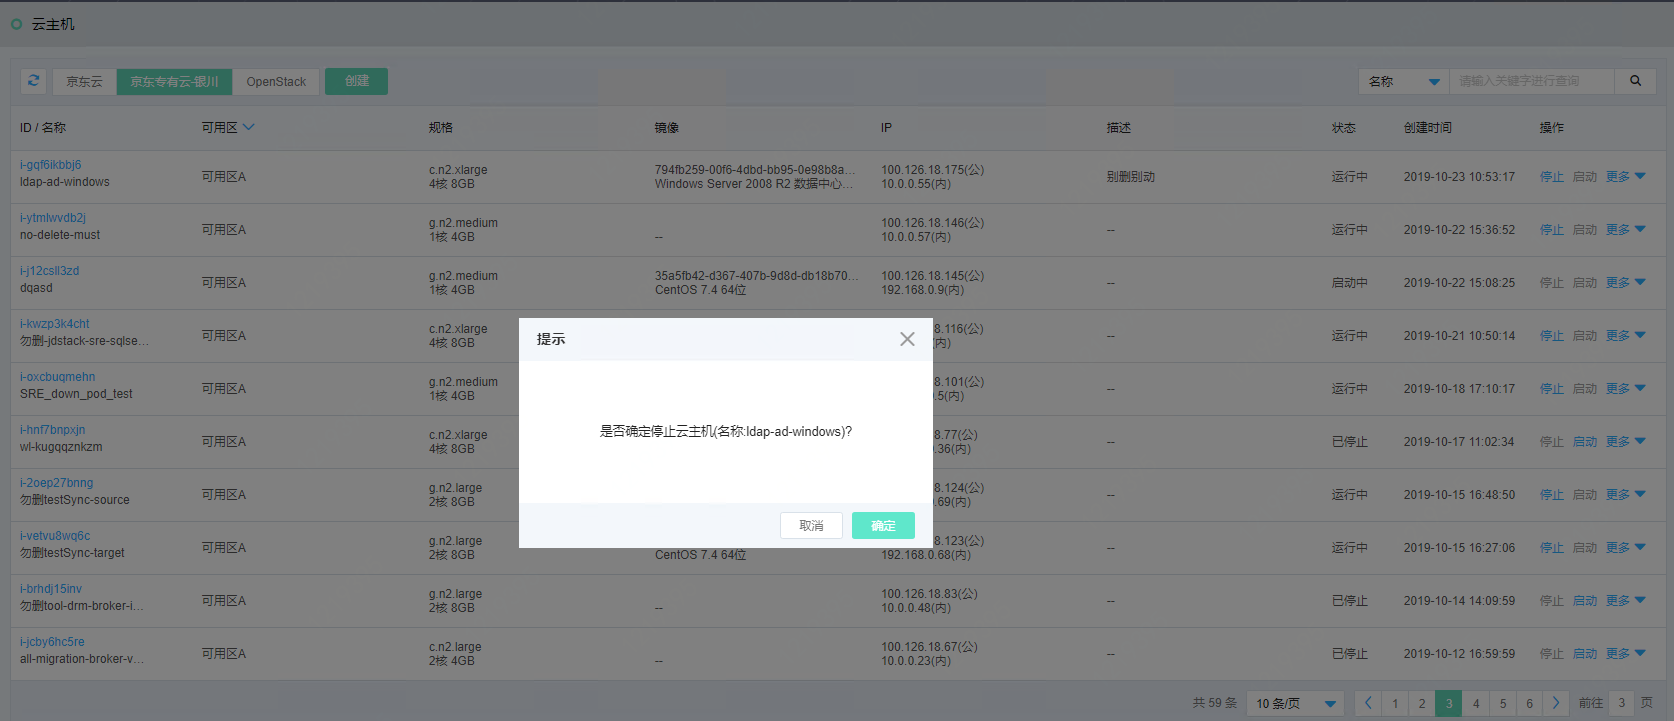 云主机
京东云 京东专有云-银川 OpenStack 创建 名称 请输入关键字进行查询
ID / 名称 可用区 规格 镜像 IP 描述 状态 创建时间 操作
i-gqf6ikbbj6
ldap-ad-windows
可用区A
c.n2.xlarge
4核 8GB
794fb259-00f6-4dbd-bb95-0e98b8a...
Windows Server 2008 R2 数据中心...
100.126.18.175(公)
10.0.0.55(内)
别删别动
运行中 2019-10-23 10:53:17 停止 启动 更多
i-ytmlwvdb2j
no-delete-must
可用区A
g.n2.medium
1核 4GB
--
100.126.18.146(公)
10.0.0.57(内)
--
运行中 2019-10-22 15:36:52 停止 启动 更多
i-j12csll3zd
dqasd
可用区A
g.n2.medium
1核 4GB
35a5fb42-d367-407b-9d8d-db18b70...
CentOS 7.4 64位
100.126.18.145(公)
192.168.0.9(内)
--
启动中 2019-10-22 15:08:25 停止 启动 更多
i-kwzp3k4cht
勿删-jdstack-sre-sqlse...
可用区A
c.n2.xlarge
4核 8GB
8.116(公)
(内)
--
运行中 2019-10-21 10:50:14 停止 启动 更多
i-oxcbuqmehn
SRE_down_pod_test
可用区A
g.n2.medium
1核 4GB
8.101(公)
.5(内)
--
运行中 2019-10-18 17:10:17 停止 启动 更多
i-hnf7bnpxjn
wl-kugqqznkzm
可用区A
c.n2.xlarge
4核 8GB
8.77(公)
.36(内)
--
已停止 2019-10-17 11:02:34 停止 启动 更多
i-2oep27bnng
勿删testSync-source
可用区A
g.n2.large
2核 8GB
8.124(公)
.69(内)
--
运行中 2019-10-15 16:48:50 停止 启动 更多
i-vetvu8wq6c
勿删testSync-target
可用区A
g.n2.large
2核 8GB
CentOS 7.4 64位
8.123(公)
192.168.0.68(内)
--
运行中 2019-10-15 16:27:06 停止 启动 更多
i-brhdj15inv
勿删tool-drm-broker-i...
可用区A
g.n2.large
2核 8GB
--
100.126.18.83(公)
10.0.0.48(内)
--
已停止 2019-10-14 14:09:59 停止 启动 更多
i-jcby6hc5re
all-migration-broker-v...
可用区A
c.n2.large
2核 4GB
--
100.126.18.67(公)
10.0.0.23(内)
--
已停止 2019-10-12 16:59:59 停止 启动 更多
提示
是否确定停止云主机(名称:ldap-ad-windows)?
取消 确定
共 59 条 10 条/页 1 2 3 4 5 6 前往 3 页